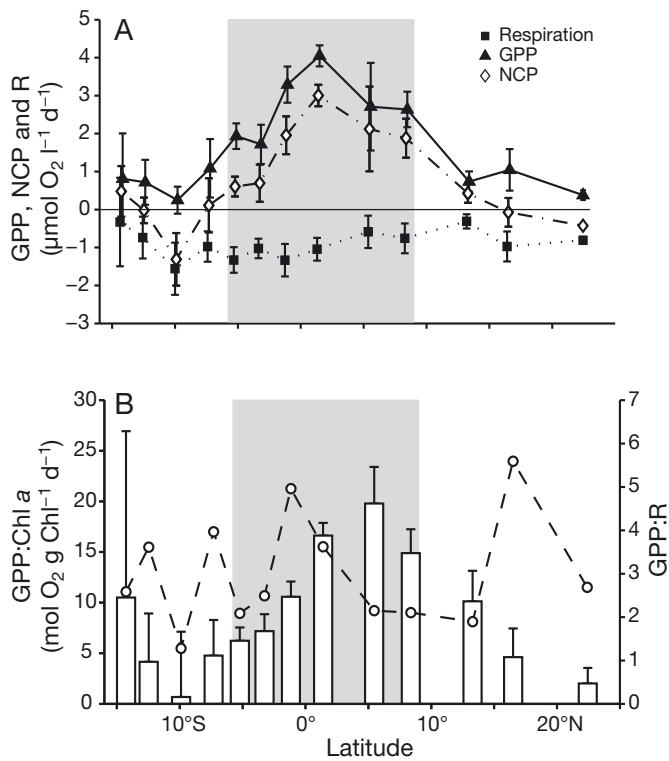 A
Respiration
GPP
NCP
5
4
3
2
1
0
−1
−2
−3
GPP, NCP and R
(µmol O₂ l⁻¹ d⁻¹)
B
30
25
20
15
10
5
0
GPP:Chl a
(mol O₂ g Chl⁻¹ d⁻¹)
7
6
5
4
3
2
1
0
GPP:R
10°S
0°
10°
20°N
Latitude